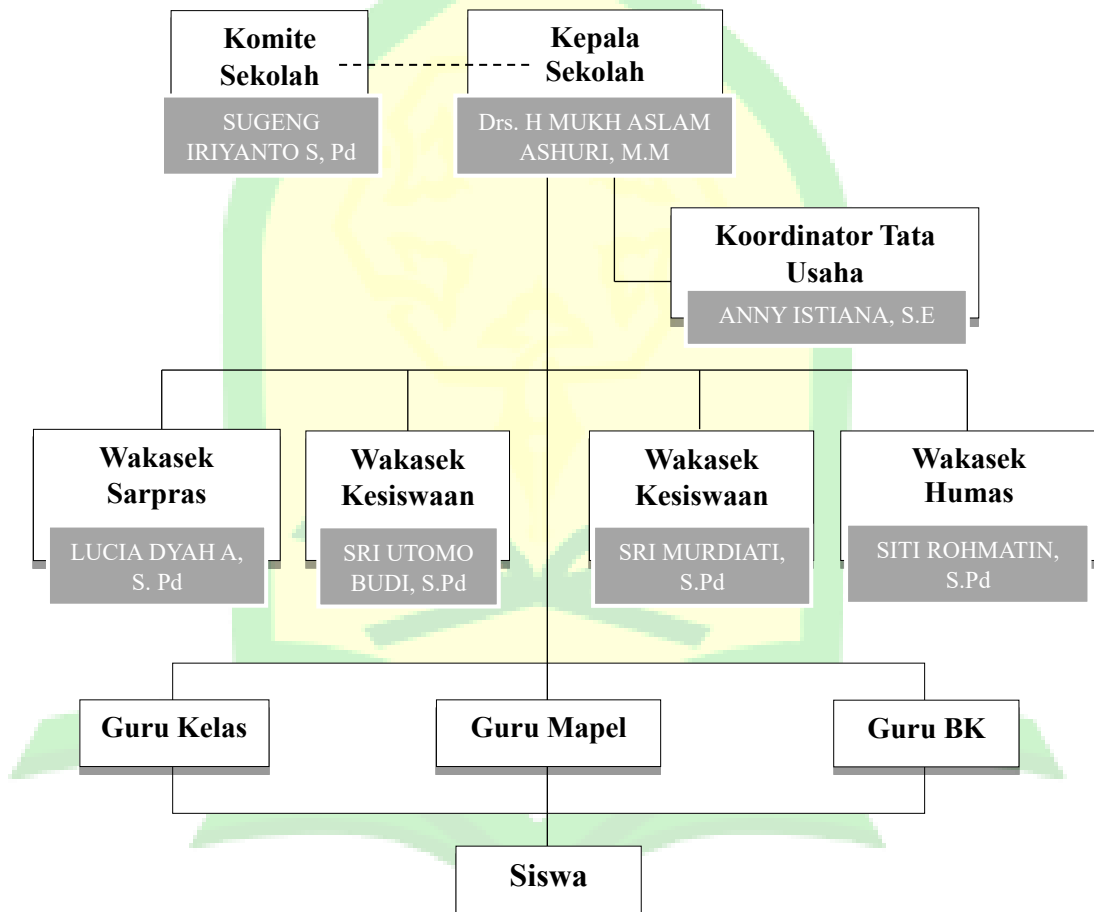 Komite
Sekolah
SUGENG
IRIYANTO S, Pd
Kepala
Sekolah
Drs. H MUKH ASLAM
ASHURI, M.M
Koordinator Tata
Usaha
ANNY ISTIANA, S.E
Wakasek
Sarpras
LUCIA DYAH A,
S. Pd
Wakasek
Kesiswaan
SRI UTOMO
BUDI, S.Pd
Wakasek
Kesiswaan
SRI MURDIATI,
S.Pd
Wakasek
Humas
SITI ROHMATIN,
S.Pd
Guru Kelas
Guru Mapel
Guru BK
Siswa